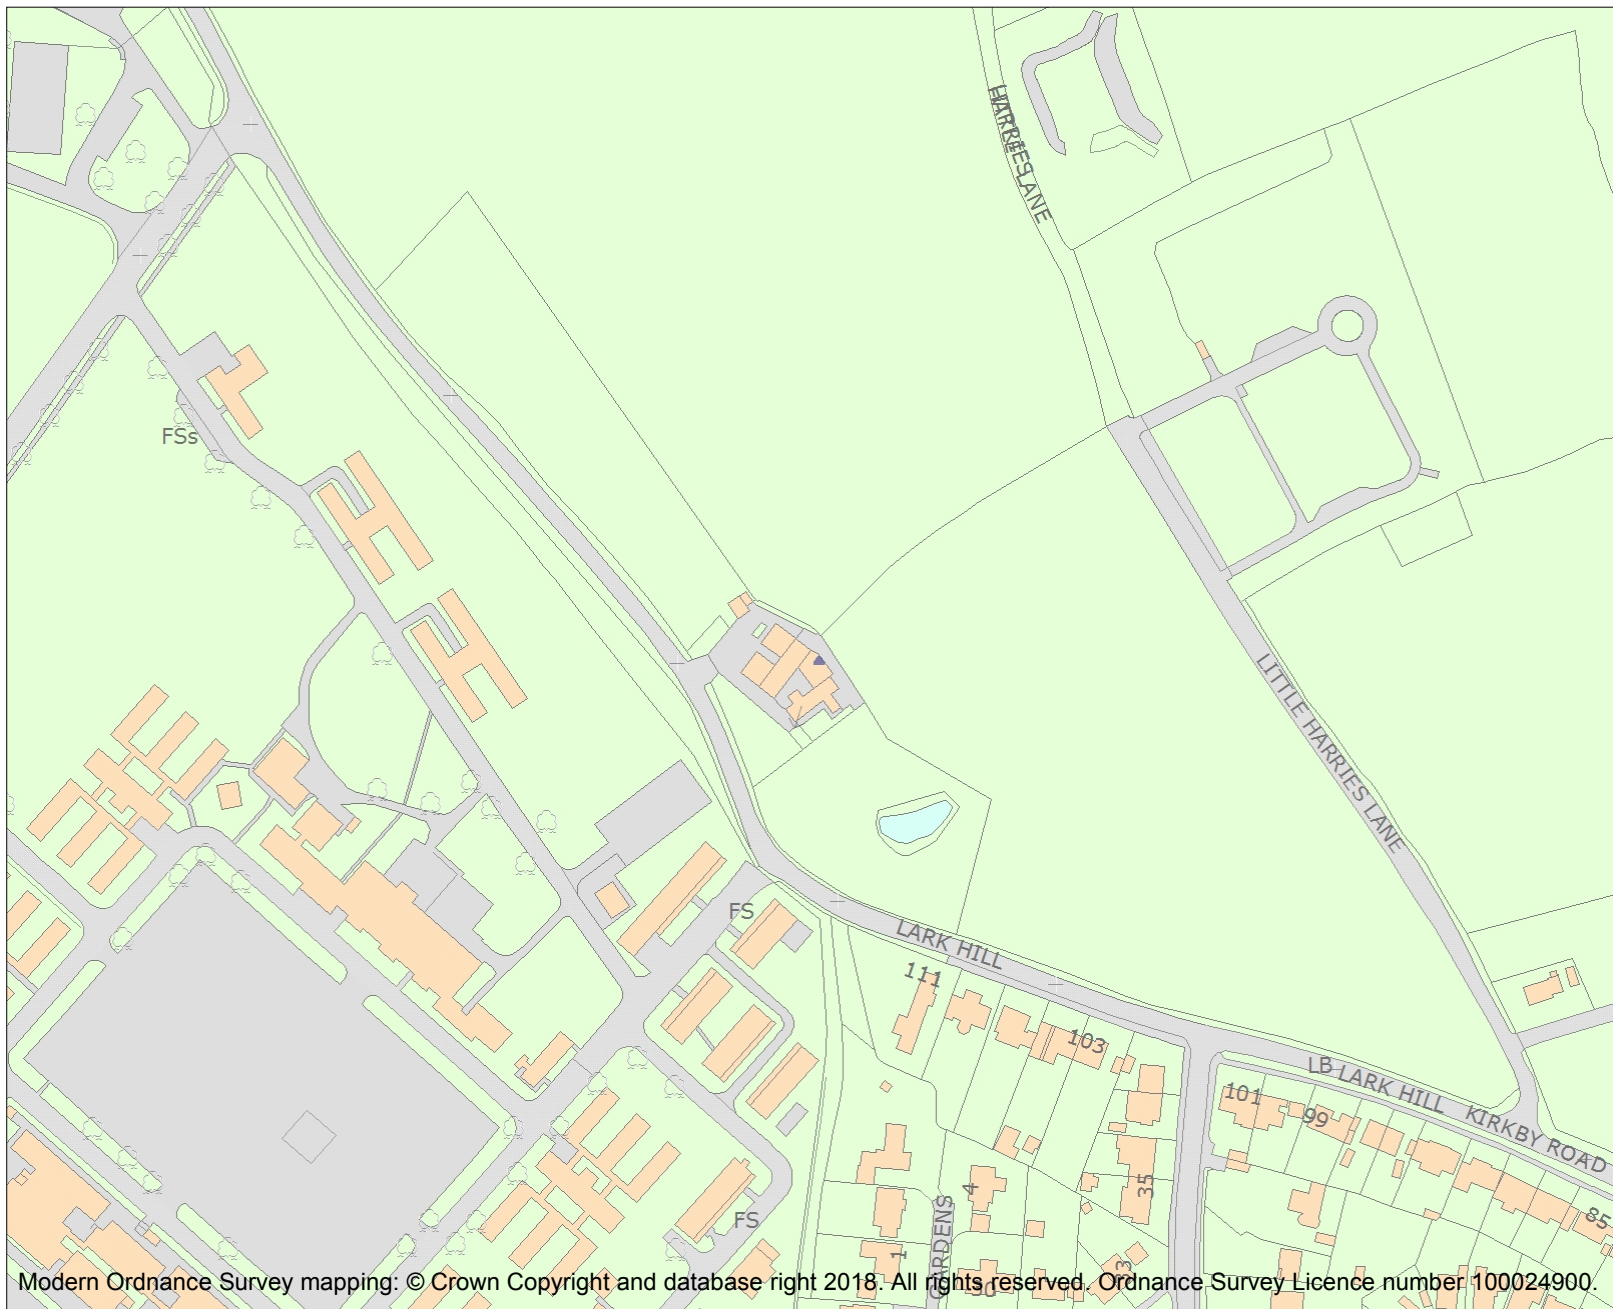 HARRIES LANE
FSs
LITTLE HARRIES LANE
FS
LARK HILL
111
103
LB
LARK HILL
KIRKBY ROAD
101
99
35
4
85
FS
GARDENS
1
33
30
Modern Ordnance Survey mapping: © Crown Copyright and database right 2018. All rights reserved. Ordnance Survey Licence number 100024900.